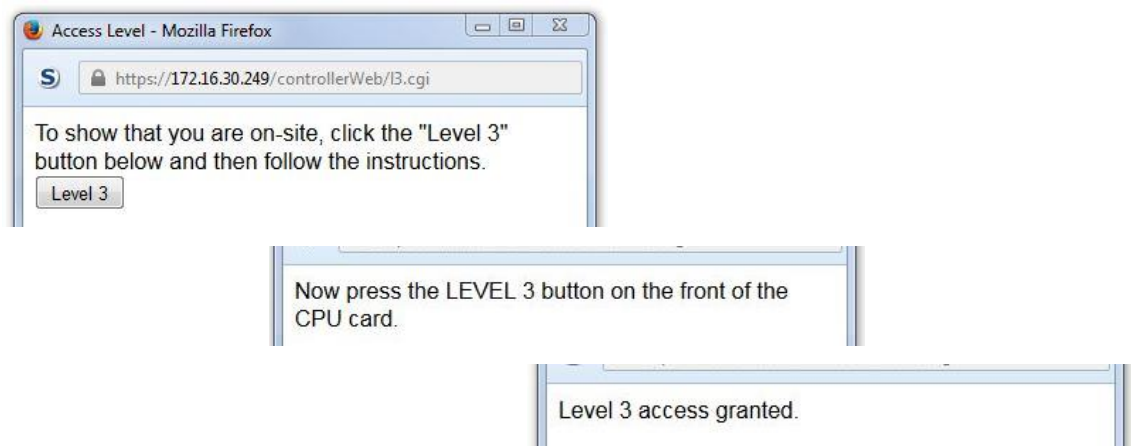 Access Level - Mozilla Firefox
S https://172.16.30.249/controllerWeb/l3.cgi
To show that you are on-site, click the "Level 3"
button below and then follow the instructions.
Level 3
Now press the LEVEL 3 button on the front of the
CPU card.
Level 3 access granted.